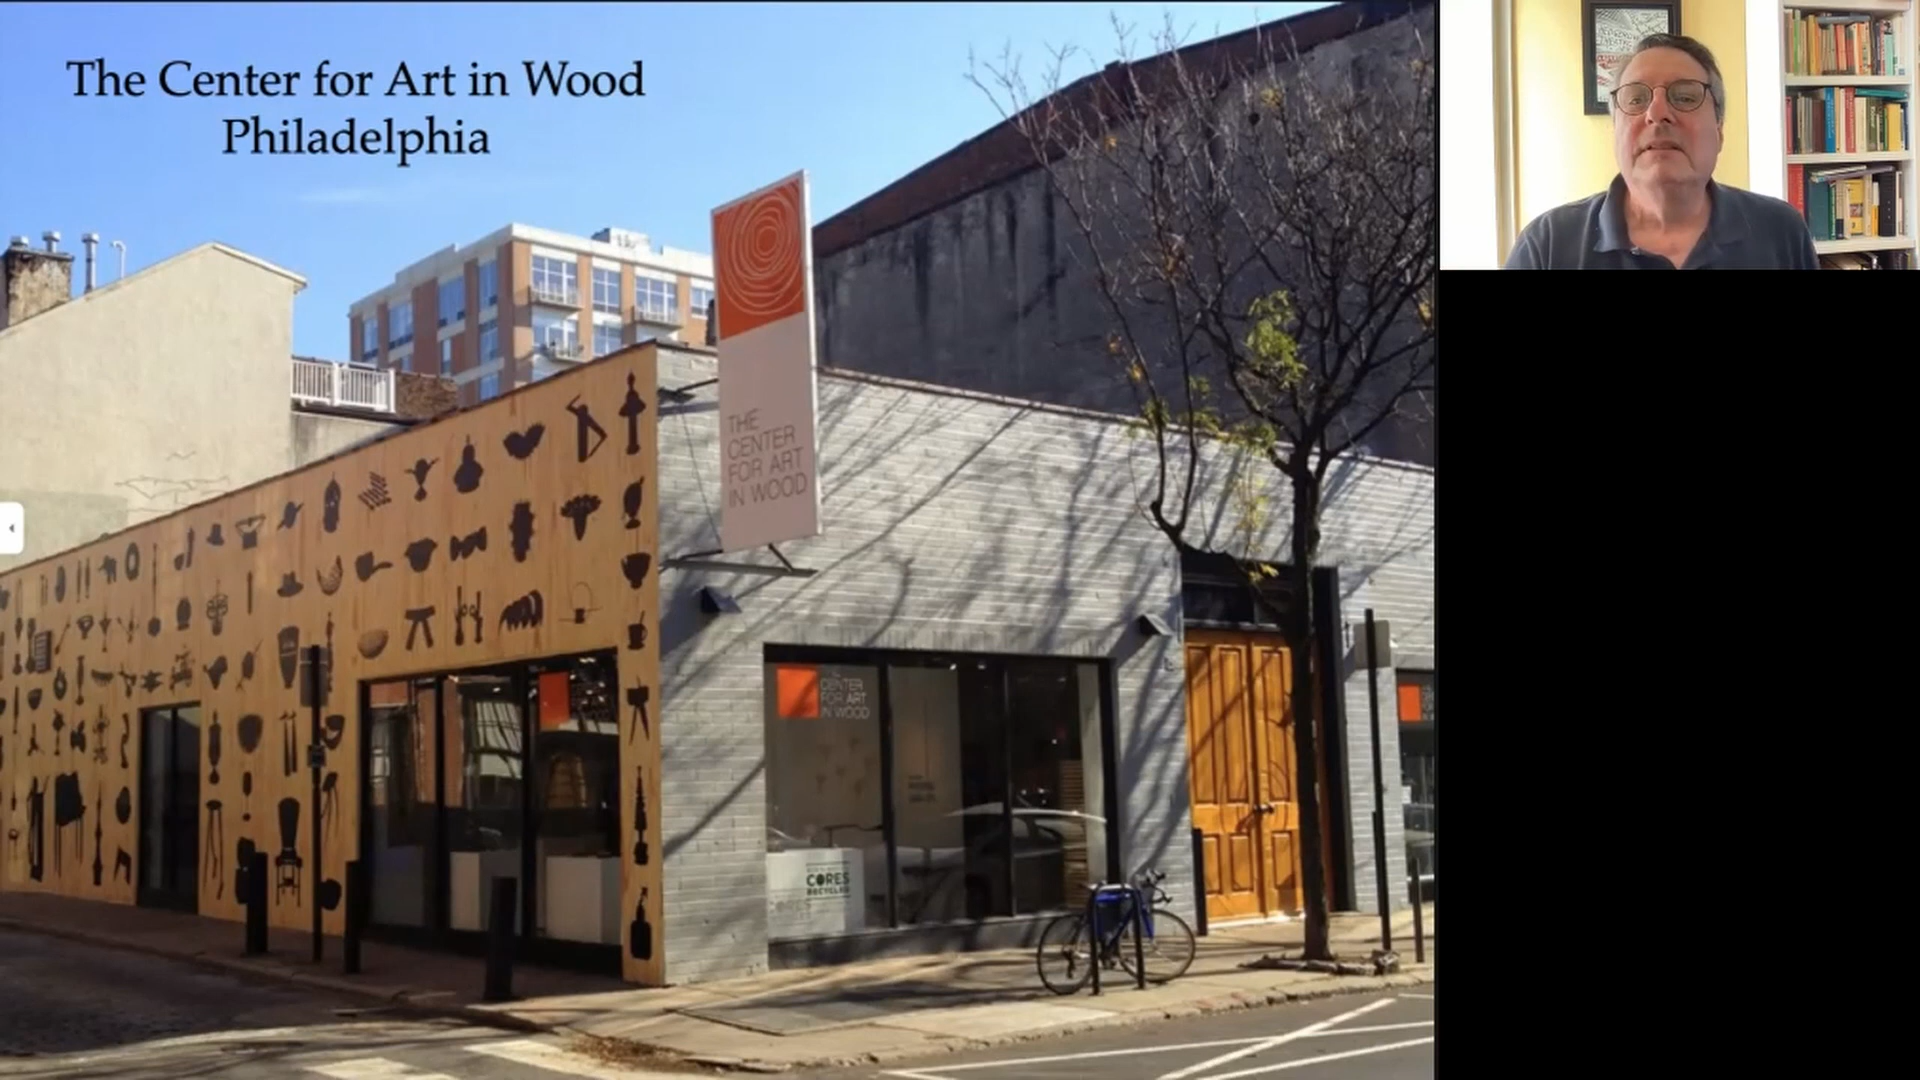 The Center for Art in Wood
Philadelphia
THE
CENTER
FOR ART
IN WOOD
THE
CENTER
FOR ART
IN WOOD
CORES
RECYCLED
CORES